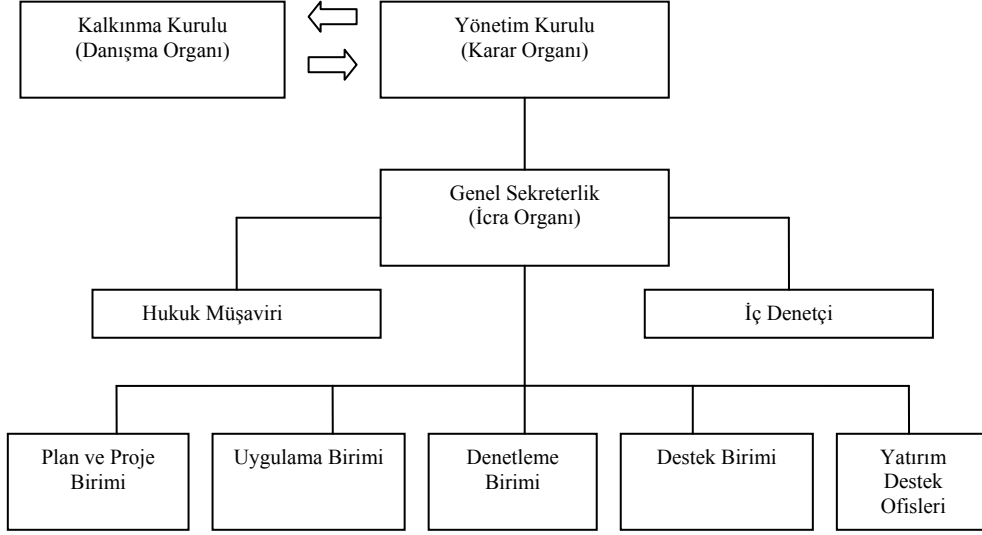 Kalkınma Kurulu
(Danışma Organı)
Yönetim Kurulu
(Karar Organı)
Genel Sekreterlik
(İcra Organı)
Hukuk Müşaviri
İç Denetçi
Plan ve Proje
Birimi
Uygulama Birimi
Denetleme
Birimi
Destek Birimi
Yatırım
Destek
Ofisleri